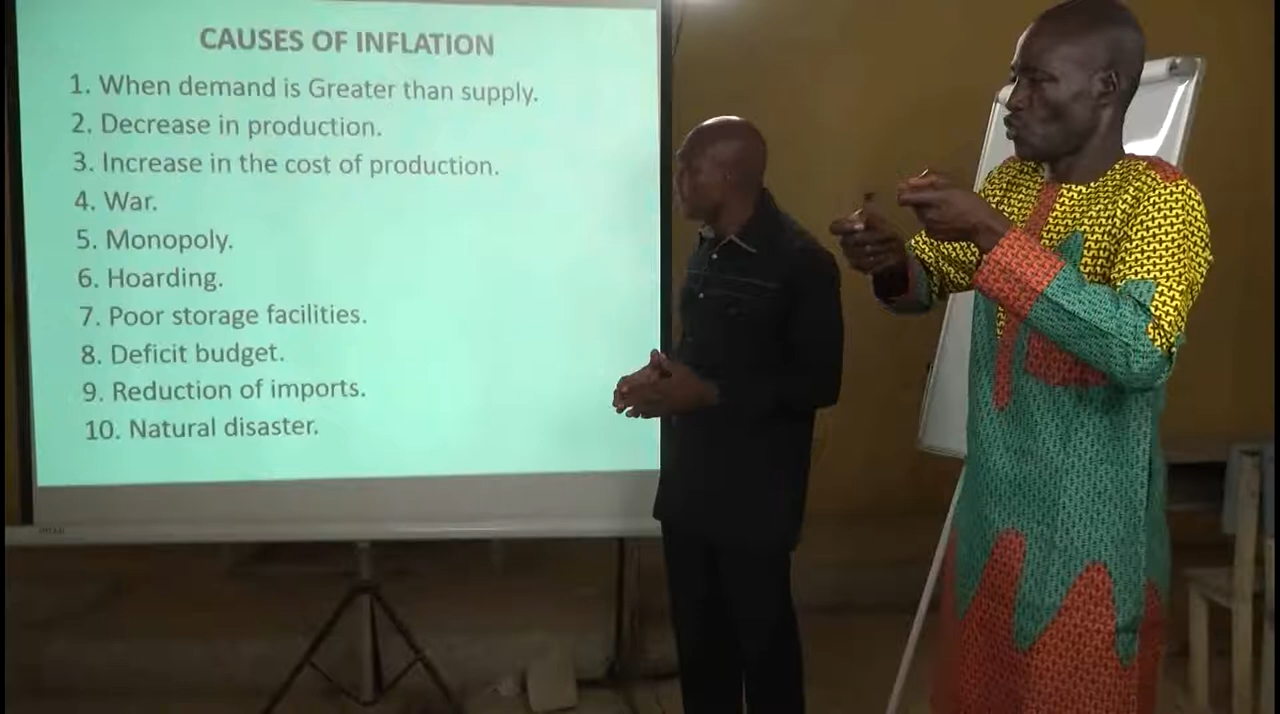 CAUSES OF INFLATION
1. When demand is Greater than supply.
2. Decrease in production.
3. Increase in the cost of production.
4. War.
5. Monopoly.
6. Hoarding.
7. Poor storage facilities.
8. Deficit budget.
9. Reduction of imports.
10. Natural disaster.